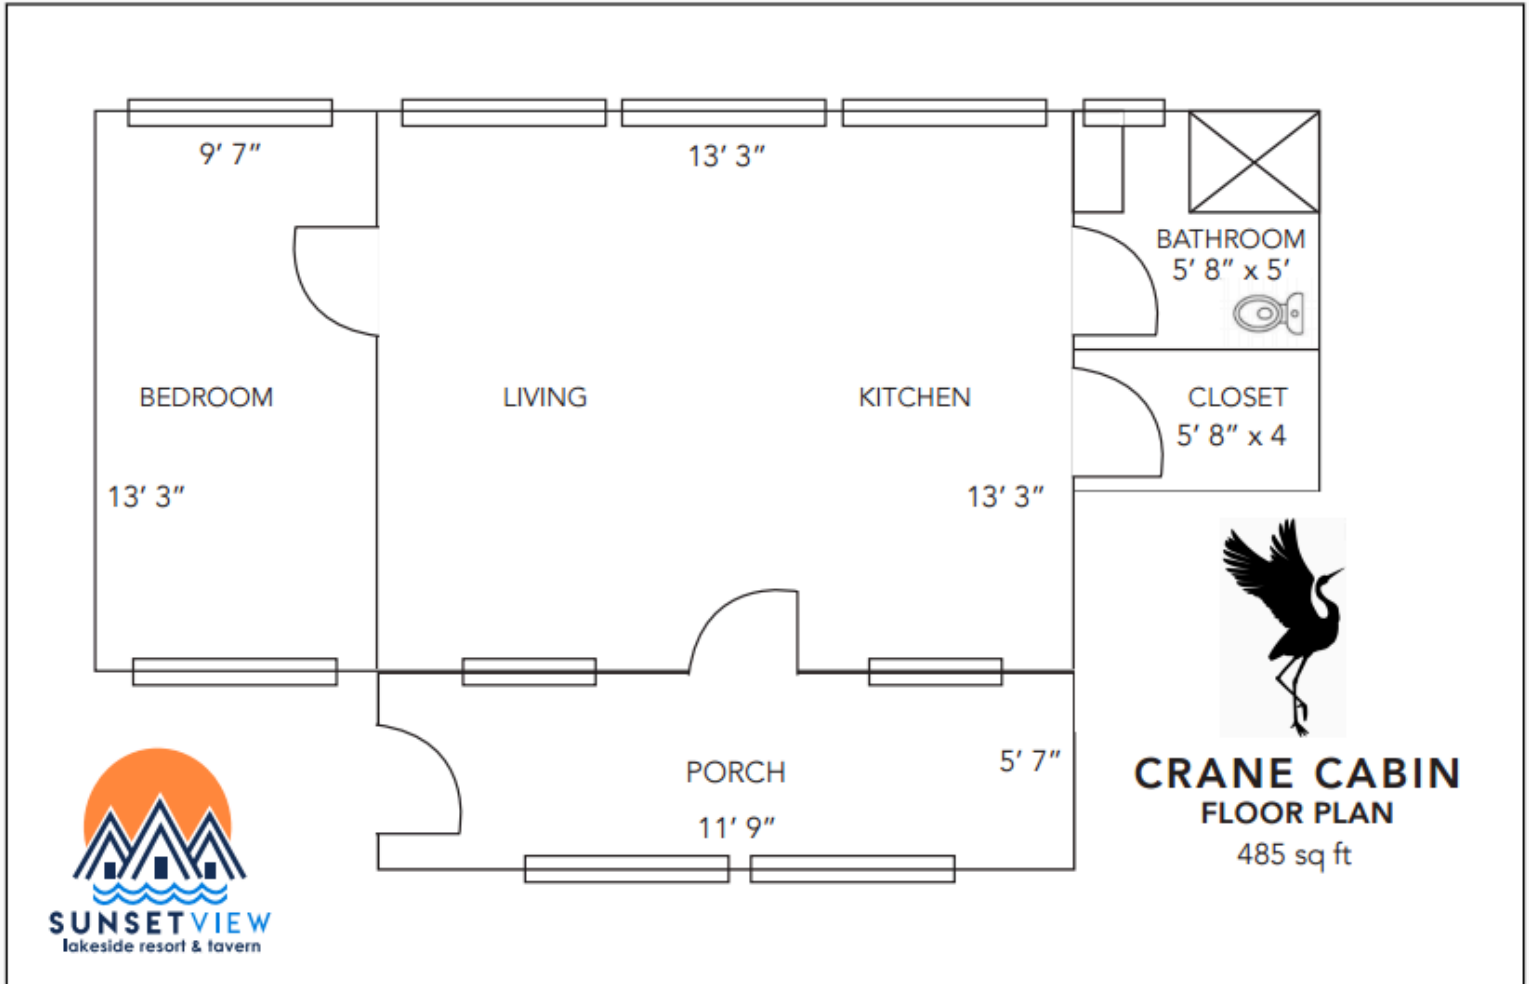 9’ 7”
13’ 3”
BATHROOM
5’ 8” x 5’
BEDROOM
LIVING
KITCHEN
CLOSET
5’ 8” x 4
13’ 3”
13’ 3”
PORCH
5’ 7”
11’ 9”
CRANE CABIN
FLOOR PLAN
485 sq ft
SUNSETVIEW
lakeside resort & tavern